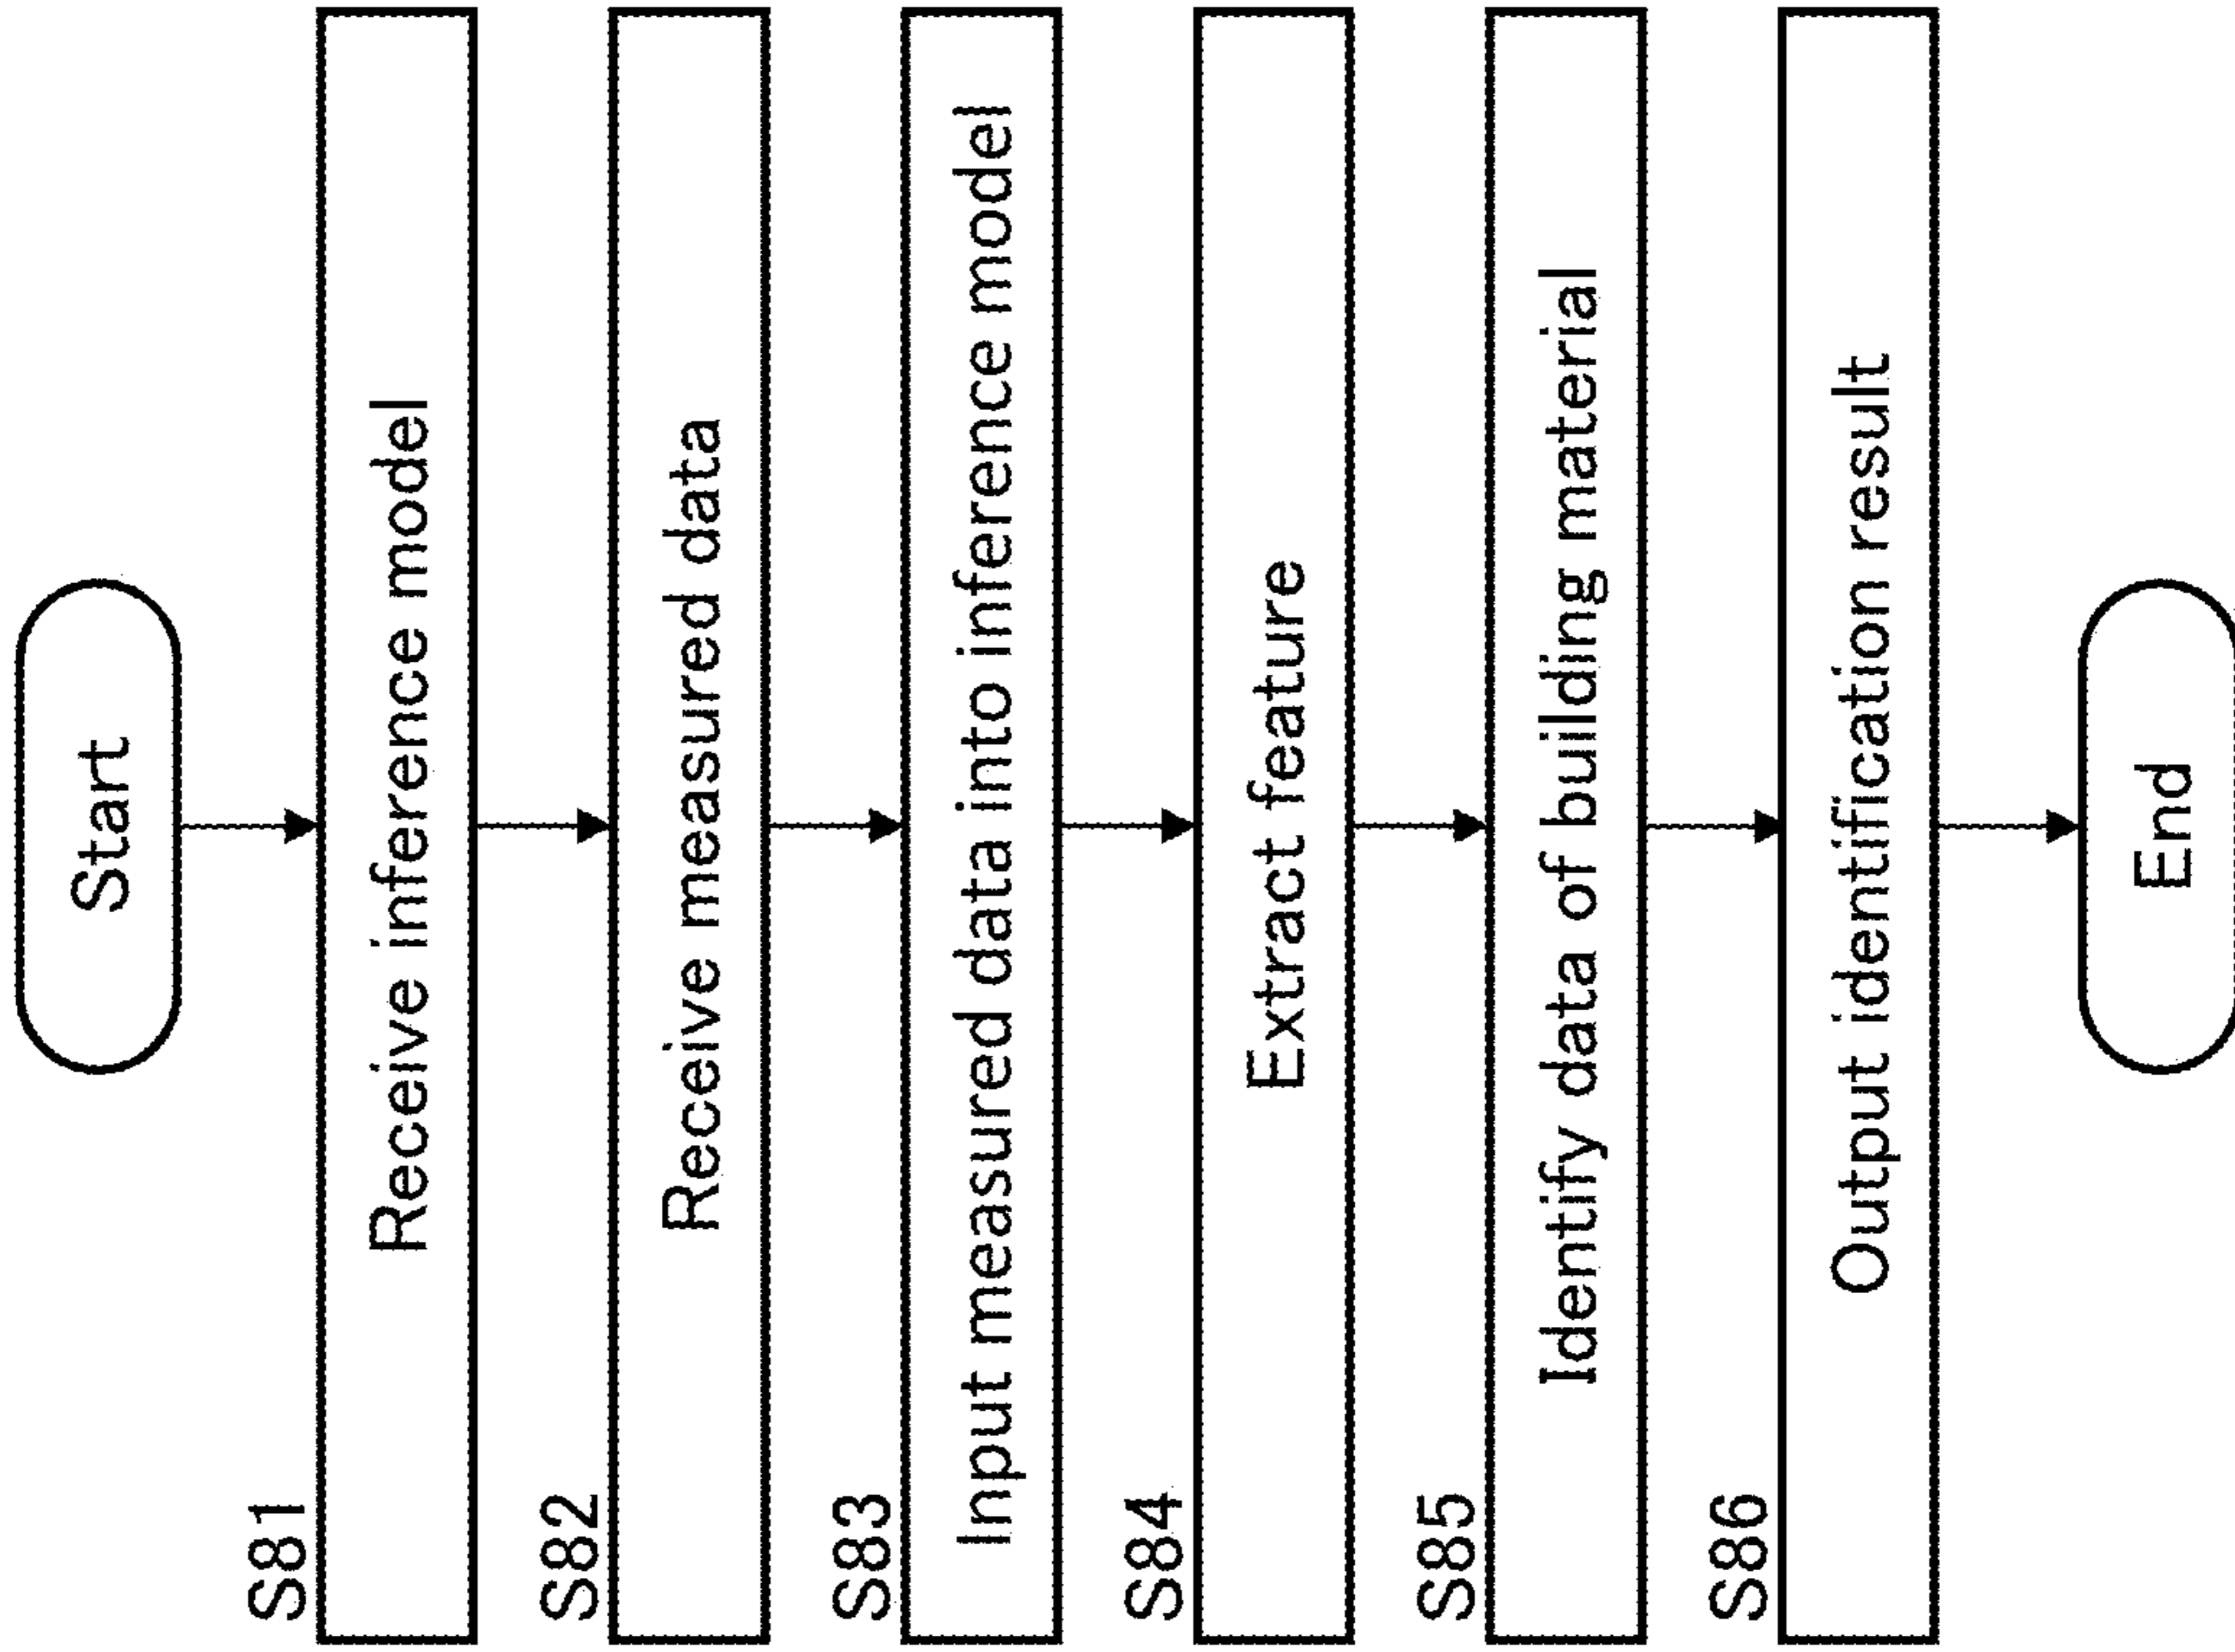 Start
S81
Receive inference model
S82
Receive measured data
S83
Input measured data into inference model
S84
Extract feature
S85
Identify data of building material
S86
Output identification result
End